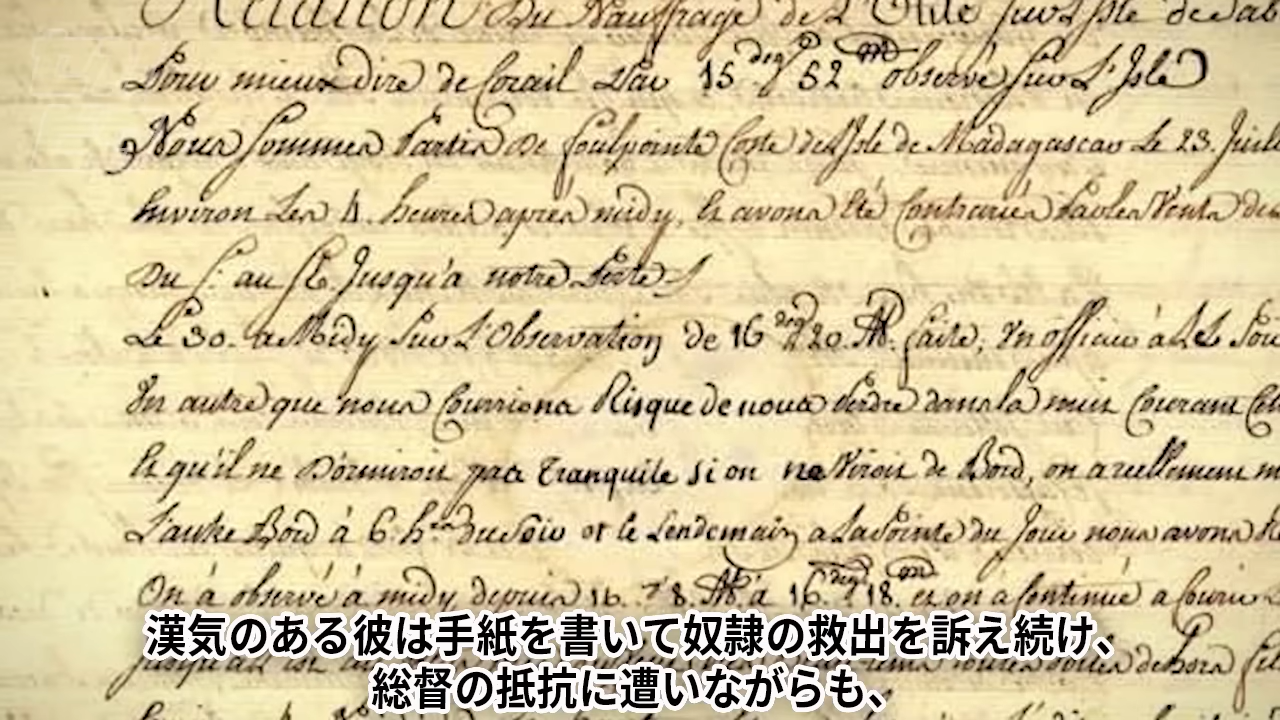 Relation du Naufrage de L'Utile sur L'Isle de Sab
Pour mieux dire de Corail Par 15 deg 52 m observé sur L'Isle
Nous sommes Partis de foulpointe Coste de L'Isle de Madagascar Le 23. Juil
Environ Les 4. heures après midy, Et avons été Contrariés Par les Vents de
Du S. au SE. Jusqu'à notre Perte
Le 30. a Midy Sur L'Observation de 16 deg 20. M. faite, Un officier
Un autre que nous Courrions Risque de nous Perdre dans la nuit Courant
Et qu'il ne Dormiroit pas Tranquile si on ne Viroit de Bord, on a reellement
L'autre Bord à 6. h.es du soir et le Lendemain a La Pointe du Jour nous avons
On à observé à midy depuis 16. d 8. M. à 16. deg 18. m et on à Continué a Courir
漢気のある彼は手紙を書いて奴隷の救出を訴え続け、
総督の抵抗に遭いながらも、